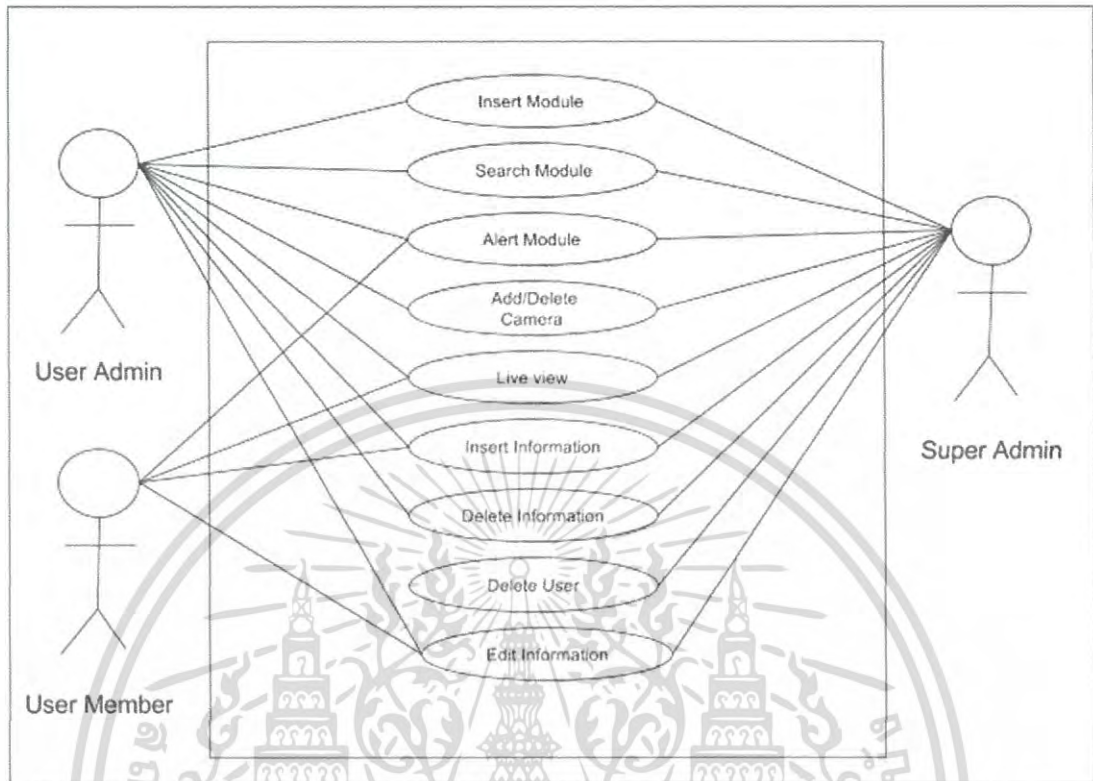 Insert Module
Search Module
Alert Module
Add/Delete
Camera
Live view
Insert Information
Delete Information
Delete User
Edit Information
User Admin
User Member
Super Admin